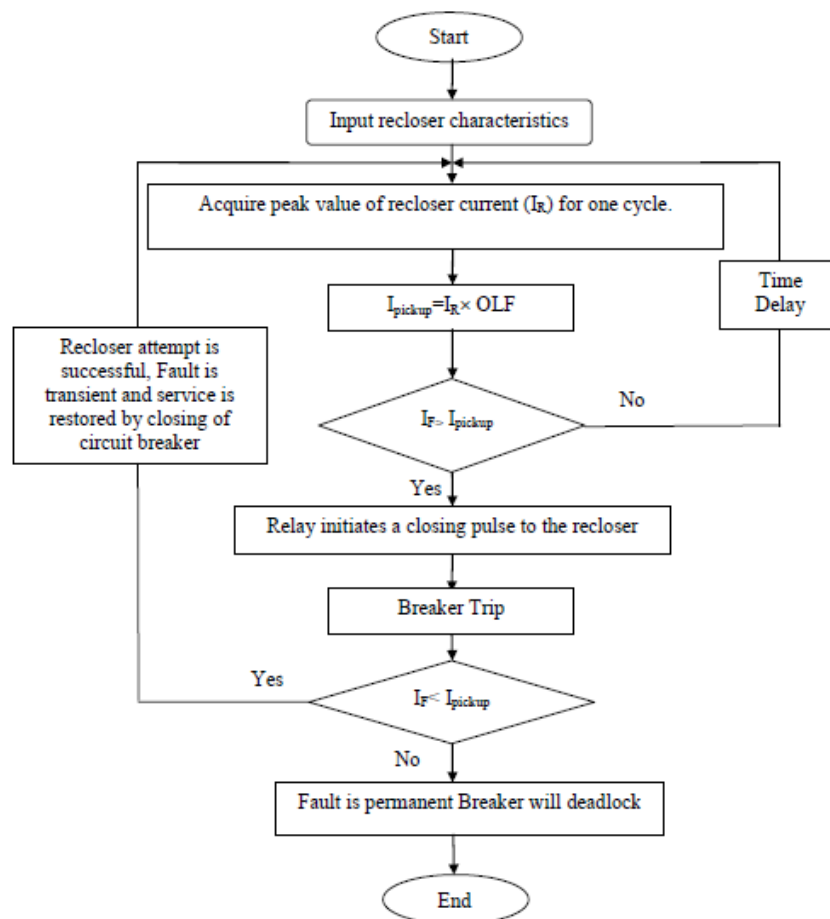 Start
Input recloser characteristics
Acquire peak value of recloser current (IR) for one cycle.
Time
Delay
Ipickup=IR× OLF
Recloser attempt is
successful, Fault is
transient and service is
restored by closing of
circuit breaker
No
IF> Ipickup
Yes
Relay initiates a closing pulse to the recloser
Breaker Trip
Yes
IF< Ipickup
No
Fault is permanent Breaker will deadlock
End